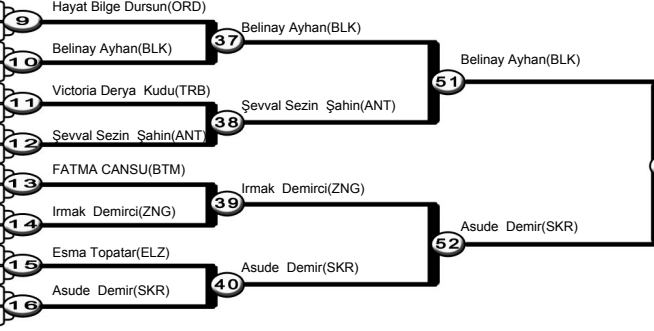 9 Hayat Bilge Dursun(ORD)
37 Belinay Ayhan(BLK)
10 Belinay Ayhan(BLK)
51 Belinay Ayhan(BLK)
11 Victoria Derya Kudu(TRB)
38 Şevval Sezin Şahin(ANT)
12 Şevval Sezin Şahin(ANT)
13 FATMA CANSU(BTM)
39 Irmak Demirci(ZNG)
14 Irmak Demirci(ZNG)
52 Asude Demir(SKR)
15 Esma Topatar(ELZ)
40 Asude Demir(SKR)
16 Asude Demir(SKR)